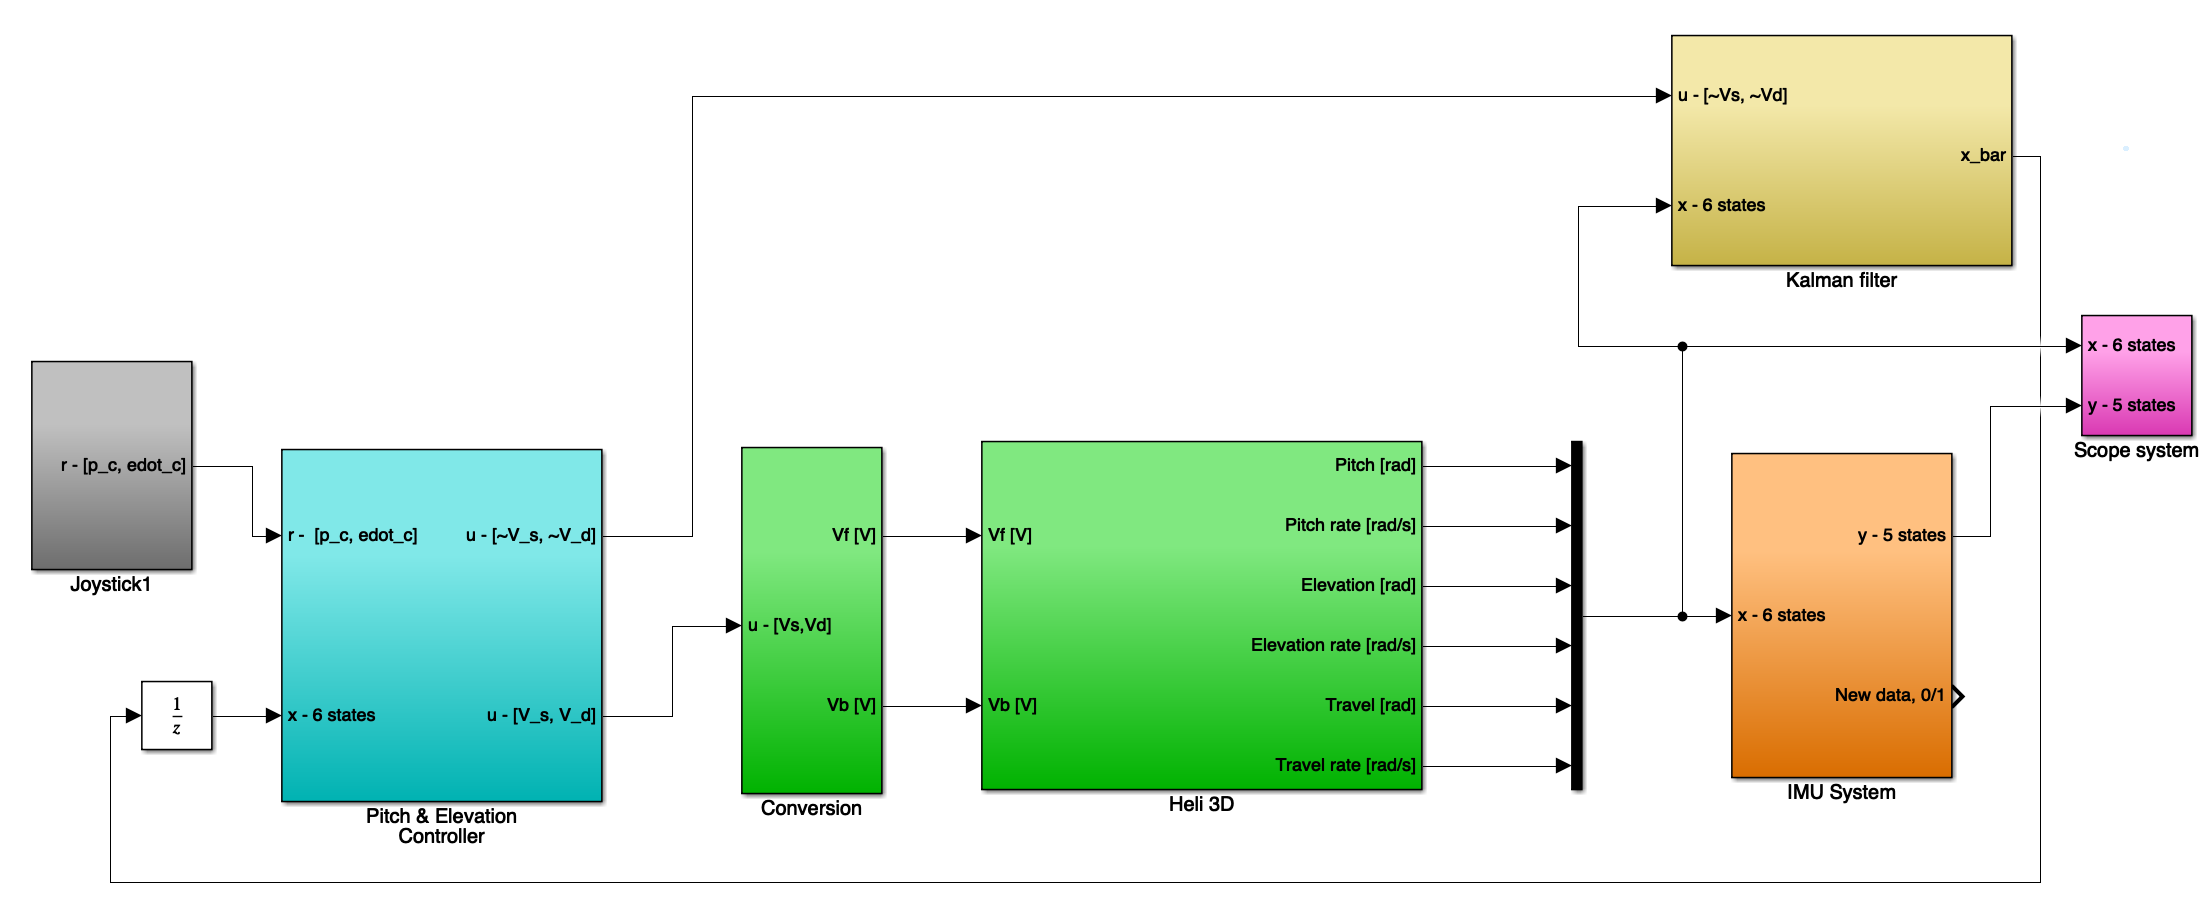 u - [~Vs, ~Vd]
x_bar
x - 6 states
Kalman filter
x - 6 states
y - 5 states
Scope system
r - [p_c, edot_c]
Joystick1
r -  [p_c, edot_c]
u - [~V_s, ~V_d]
x - 6 states
u - [V_s, V_d]
Pitch & Elevation
Controller
1
z
Vf [V]
u - [Vs,Vd]
Vb [V]
Conversion
Vf [V]
Vb [V]
Pitch [rad]
Pitch rate [rad/s]
Elevation [rad]
Elevation rate [rad/s]
Travel [rad]
Travel rate [rad/s]
Heli 3D
y - 5 states
x - 6 states
New data, 0/1
IMU System